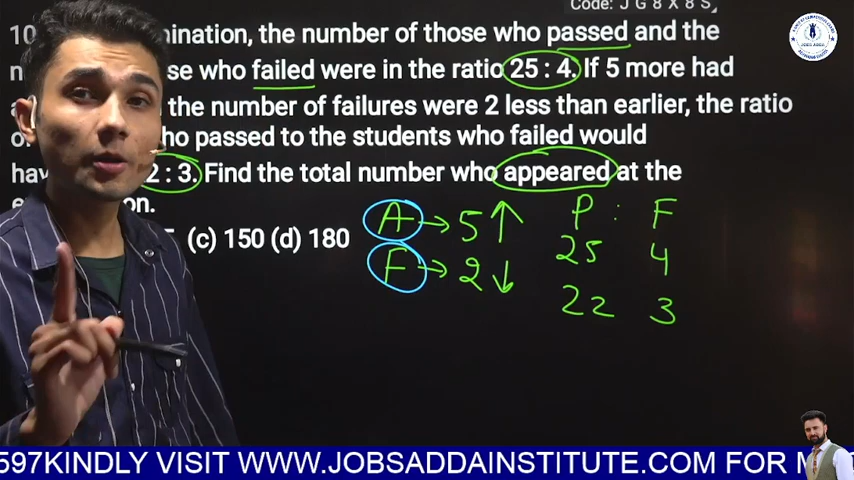 Code: J G 8 X 8 S
10 mination, the number of those who passed and the
se who failed were in the ratio 25 : 4. If 5 more had
the number of failures were 2 less than earlier, the ratio
ho passed to the students who failed would
hav 2 : 3. Find the total number who appeared at the
on.
(c) 150 (d) 180
A → 5 ↑
F → 2 ↓
P : F
25 4
22 3
JOBS ADDA
597KINDLY VISIT WWW.JOBSADDAINSTITUTE.COM FOR M